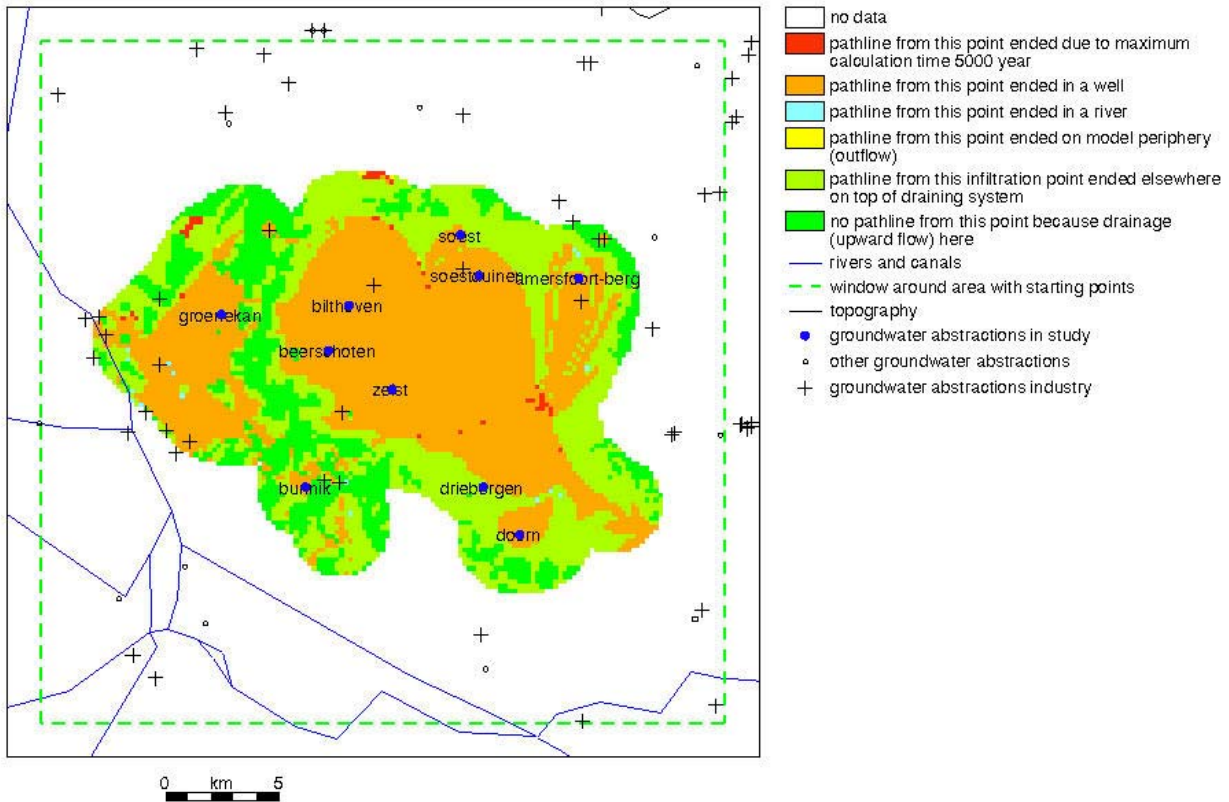 no data
pathline from this point ended due to maximum
calculation time 5000 year
pathline from this point ended in a well
pathline from this point ended in a river
pathline from this point ended on model periphery
(outflow)
pathline from this infiltration point ended elsewhere
on top of draining system
no pathline from this point because drainage
(upward flow) here
rivers and canals
window around area with starting points
topography
groundwater abstractions in study
other groundwater abstractions
groundwater abstractions industry
soest
soestduinen
amersfoort-berg
bilthoven
groenekan
beerschoten
zeist
bunnik
driebergen
doorn
0 km 5